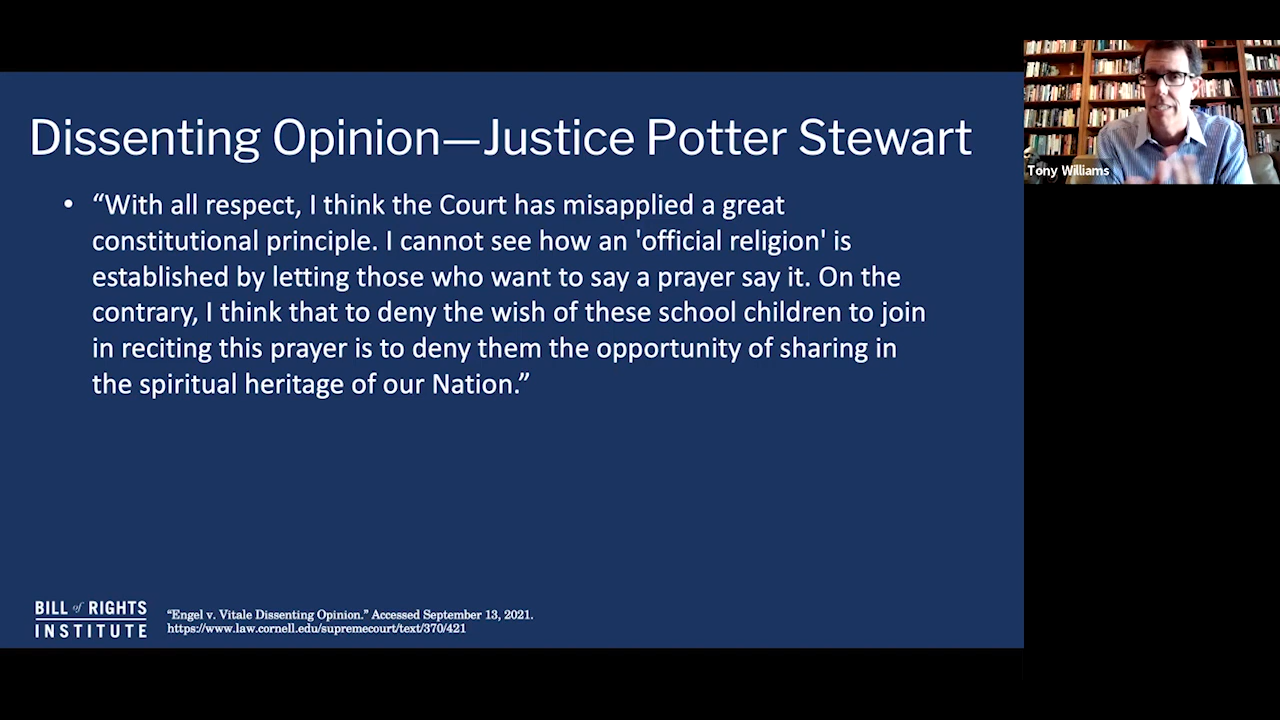 Dissenting Opinion—Justice Potter Stewart
• “With all respect, I think the Court has misapplied a great
constitutional principle. I cannot see how an 'official religion' is
established by letting those who want to say a prayer say it. On the
contrary, I think that to deny the wish of these school children to join
in reciting this prayer is to deny them the opportunity of sharing in
the spiritual heritage of our Nation.”
Tony Williams
BILL of RIGHTS
INSTITUTE
“Engel v. Vitale Dissenting Opinion.” Accessed September 13, 2021.
https://www.law.cornell.edu/supremecourt/text/370/421